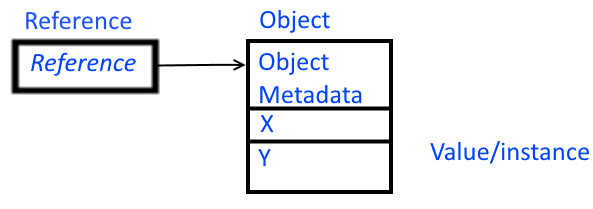 Reference
Object
Reference
Object
Metadata
X
Y
Value/instance